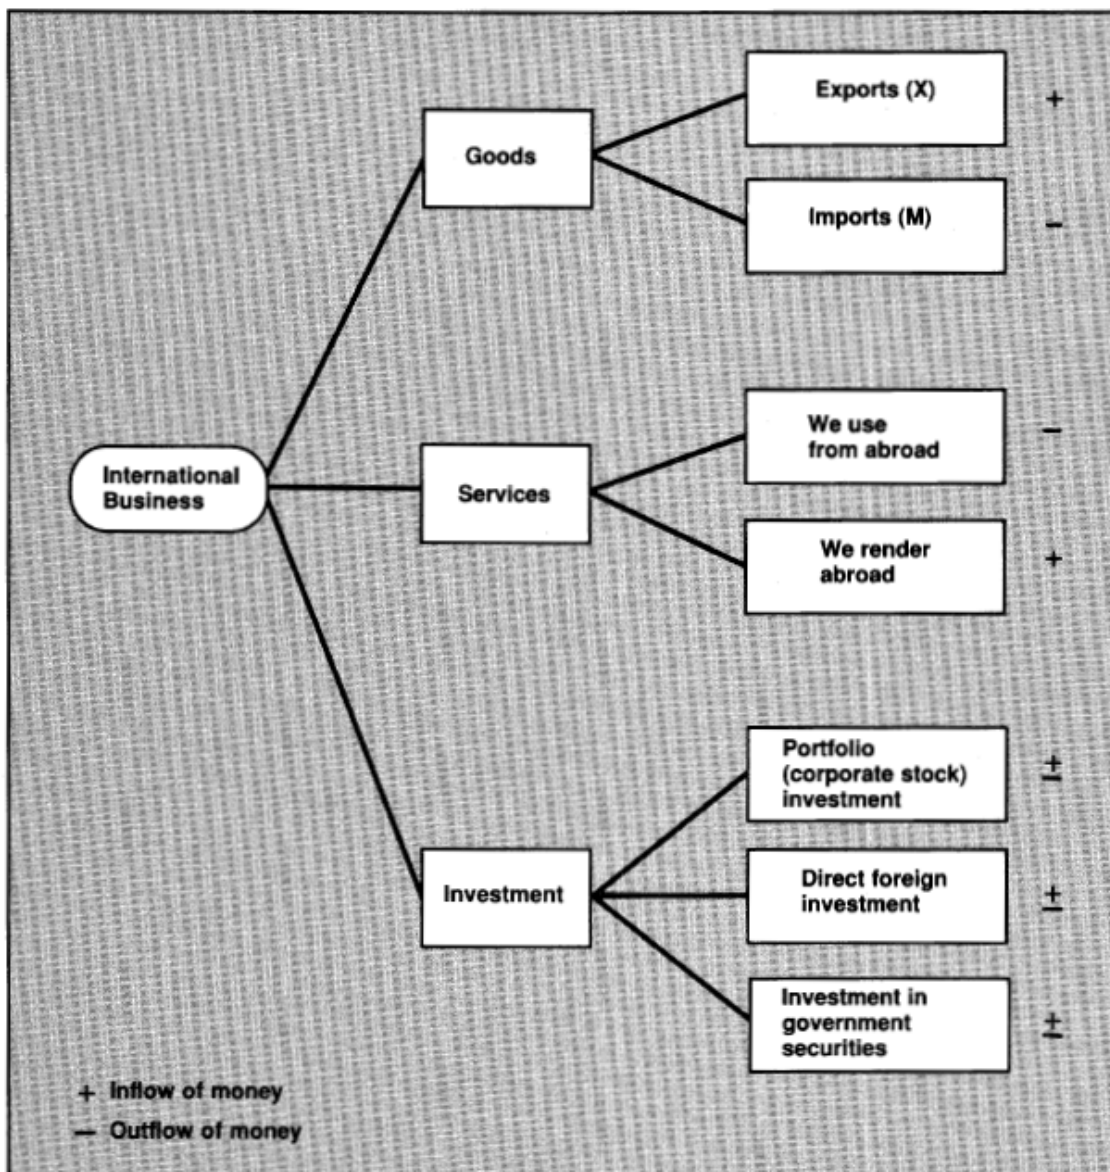 Exports (X)
+
Goods
Imports (M)
−
We use
from abroad
−
International
Business
Services
We render
abroad
+
Portfolio
(corporate stock)
investment
±
Investment
Direct foreign
investment
±
Investment in
government
securities
±
+ Inflow of money
− Outflow of money